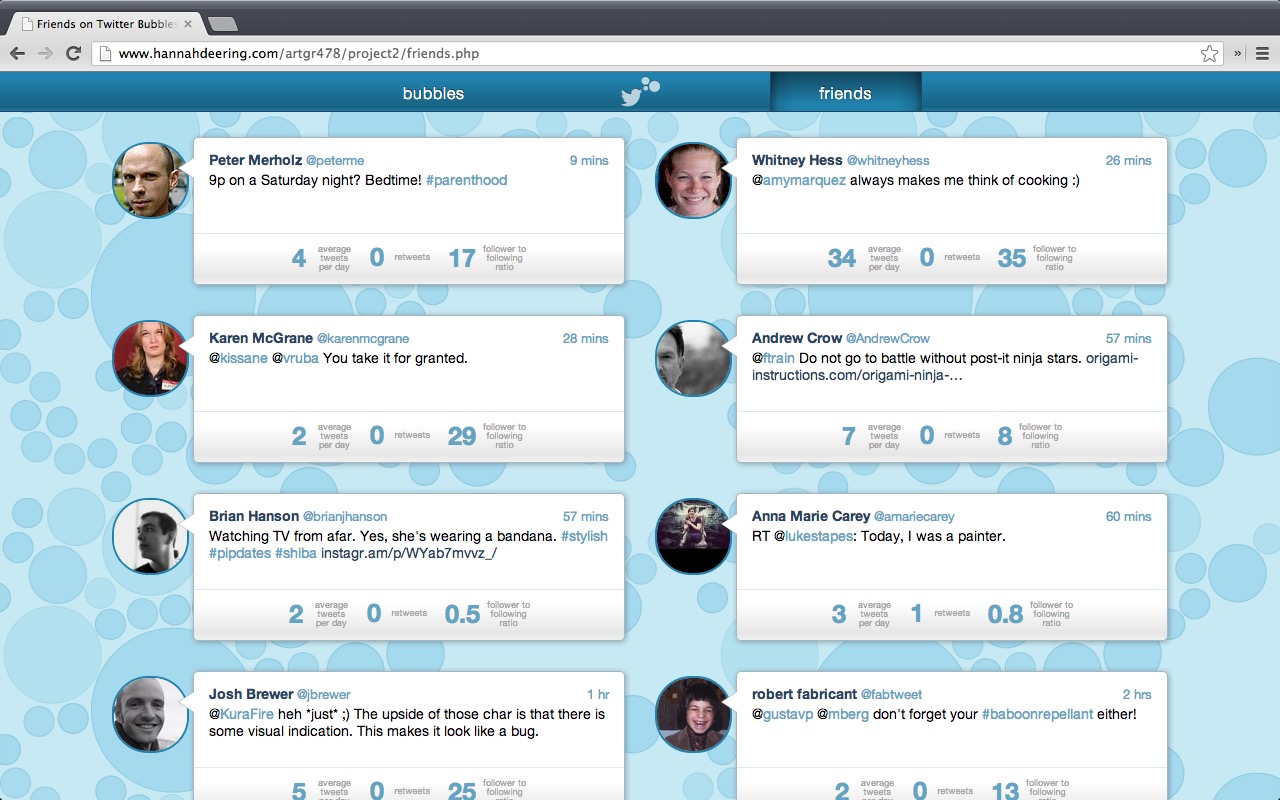 Friends on Twitter Bubbles
www.hannahdeering.com/artgr478/project2/friends.php
bubbles
friends
Peter Merholz @peterme 9 mins
9p on a Saturday night? Bedtime! #parenthood
4 average tweets per day 0 retweets 17 follower to following ratio
Whitney Hess @whitneyhess 26 mins
@amymarquez always makes me think of cooking :)
34 average tweets per day 0 retweets 35 follower to following ratio
Karen McGrane @karenmcgrane 28 mins
@kissane @vruba You take it for granted.
2 average tweets per day 0 retweets 29 follower to following ratio
Andrew Crow @AndrewCrow 57 mins
@ftrain Do not go to battle without post-it ninja stars. origami-
instructions.com/origami-ninja-…
7 average tweets per day 0 retweets 8 follower to following ratio
Brian Hanson @brianjhanson 57 mins
Watching TV from afar. Yes, she's wearing a bandana. #stylish
#pipdates #shiba instagr.am/p/WYab7mvvz_/
2 average tweets per day 0 retweets 0.5 follower to following ratio
Anna Marie Carey @amariecarey 60 mins
RT @lukestapes: Today, I was a painter.
3 average tweets per day 1 retweets 0.8 follower to following ratio
Josh Brewer @jbrewer 1 hr
@KuraFire heh *just* ;) The upside of those char is that there is
some visual indication. This makes it look like a bug.
5 average tweets per day 0 retweets 25 follower to following ratio
robert fabricant @fabtweet 2 hrs
@gustavp @mberg don't forget your #baboonrepellant either!
2 average tweets per day 0 retweets 13 follower to following ratio